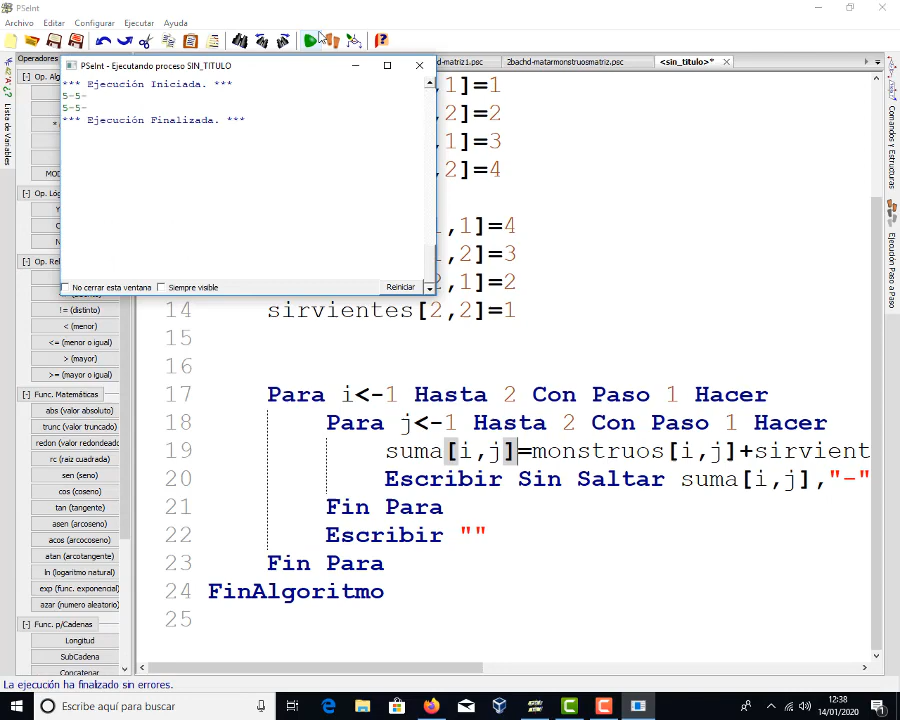 PSeInt
Archivo Editar Configurar Ejecutar Ayuda
Operadores
PSeInt - Ejecutando proceso SIN_TITULO
*** Ejecución Iniciada. ***
5-5-
5-5-
*** Ejecución Finalizada. ***
No cerrar esta ventana Siempre visible Reiniciar
d-matriz1.psc 2bachd-matarmonstruosmatriz.psc <sin_titulo>*
Lista de Variables
[-] Op. Alg
MOD
[-] Op. Lóg
[-] Op. Rel
!= (distinto)
< (menor)
<= (menor o igual)
> (mayor)
>= (mayor o igual)
[-] Func. Matemáticas
abs (valor absoluto)
trunc (valor truncado)
redon (valor redondeado
rc (raiz cuadrada)
sen (seno)
cos (coseno)
tan (tangente)
asen (arcoseno)
acos (arcocoseno)
atan (arcotangente)
ln (logaritmo natural)
exp (func. exponencial)
azar (numero aleatorio)
[-] Func. p/Cadenas
Longitud
SubCadena
Concatenar
,1]=1
,2]=2
,1]=3
,2]=4
,1]=4
,2]=3
2,1]=2
14 sirvientes[2,2]=1
15
16
17 Para i<-1 Hasta 2 Con Paso 1 Hacer
18 Para j<-1 Hasta 2 Con Paso 1 Hacer
19 suma[i,j]=monstruos[i,j]+sirvient
20 Escribir Sin Saltar suma[i,j],"-"
21 Fin Para
22 Escribir ""
23 Fin Para
24 FinAlgoritmo
25
Comandos y Estructuras
Ejecución Paso a Paso
La ejecución ha finalizado sin errores.
Escribe aquí para buscar
12:38
14/01/2020